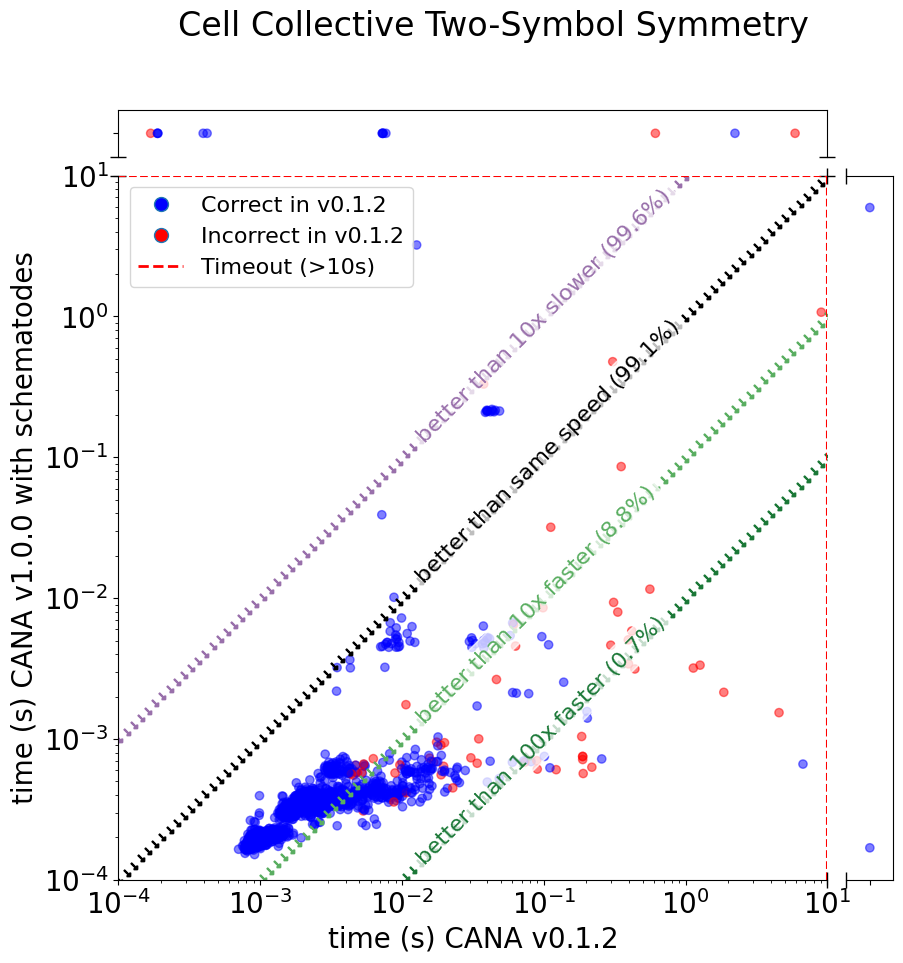 Cell Collective Two-Symbol Symmetry
10^1
Correct in v0.1.2
Incorrect in v0.1.2
Timeout (>10s)
better than 10x slower (99.6%)
10^0
better than same speed (99.1%)
10^-1
better than 10x faster (8.8%)
10^-2
better than 100x faster (0.7%)
10^-3
10^-4
time (s) CANA v1.0.0 with schematodes
10^-4 10^-3 10^-2 10^-1 10^0 10^1
time (s) CANA v0.1.2